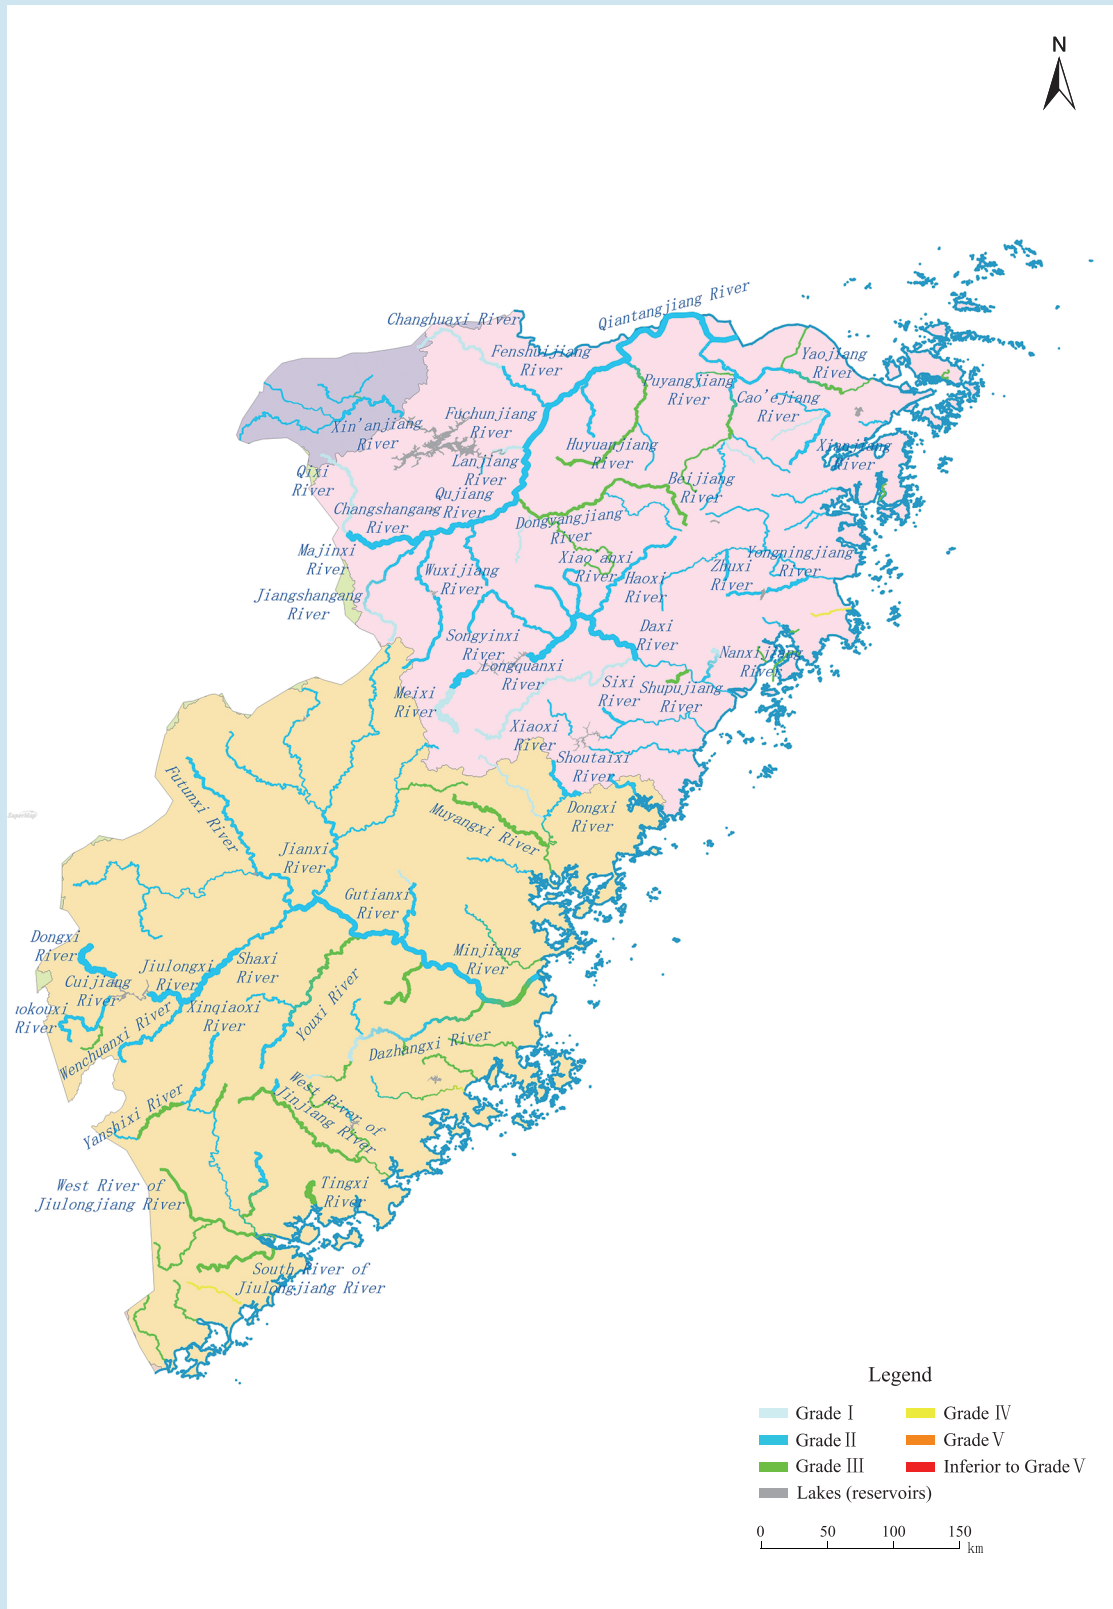 N
Qiantangjiang River
Changhuaxi River
Fenshuijiang
River
Yaojiang
River
Puyangjiang
River
Cao'ejiang
River
Fuchunjiang
River
Xin'anjiang
River
Huyuanjiang
River
Xianjiang
River
Lanjiang
River
Qixi
River
Beijiang
River
Qujiang
River
Changshangang
River
Dongyangjiang
River
Majinxi
River
Xiao'anxi
River
Yongningjiang
River
Wuxijiang
River
Haoxi
River
Zhuxi
River
Jiangshangang
River
Songyinxi
River
Daxi
River
Longquanxi
River
Nanxijiang
River
Sixi
River
Shupujiang
River
Meixi
River
Xiaoxi
River
Shoutaixi
River
Futunxi River
Muyangxi River
Dongxi
River
Jianxi
River
Gutianxi
River
Dongxi
River
Minjiang
River
Jiulongxi
River
Shaxi
River
Cuijiang
River
Youxi River
Xinqiaoxi
River
uokouxi
River
Wenchuanxi River
Dazhangxi River
West River of
Jinjiang River
Yanshixi River
West River of
Jiulongjiang River
Tingxi
River
South River of
Jiulongjiang River
Legend
Grade Ⅰ
Grade Ⅳ
Grade Ⅱ
Grade Ⅴ
Grade Ⅲ
Inferior to Grade Ⅴ
Lakes (reservoirs)
0 50 100 150
km